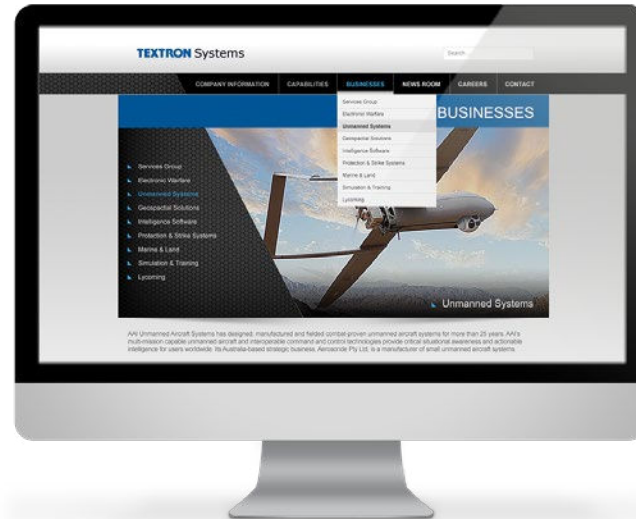 TEXTRON Systems
Search
COMPANY INFORMATION CAPABILITIES BUSINESSES NEWS ROOM CAREERS CONTACT
Services Group
Electronic Warfare
Unmanned Systems
Geospacial Solutions
Intelligence Software
Protection & Strike Systems
Marine & Land
Simulation & Training
Lycoming
BUSINESSES
Services Group
Electronic Warfare
Unmanned Systems
Geospacial Solutions
Intelligence Software
Protection & Strike Systems
Marine & Land
Simulation & Training
Lycoming
Unmanned Systems
AAI Unmanned Aircraft Systems has designed, manufactured and fielded combat-proven unmanned aircraft systems for more than 25 years. AAI's
multi-mission capable unmanned aircraft and interoperable command and control technologies provide critical situational awareness and actionable
intelligence for users worldwide. Its Australia-based strategic business, Aerosonde Pty Ltd. is a manufacturer of small unmanned aircraft systems